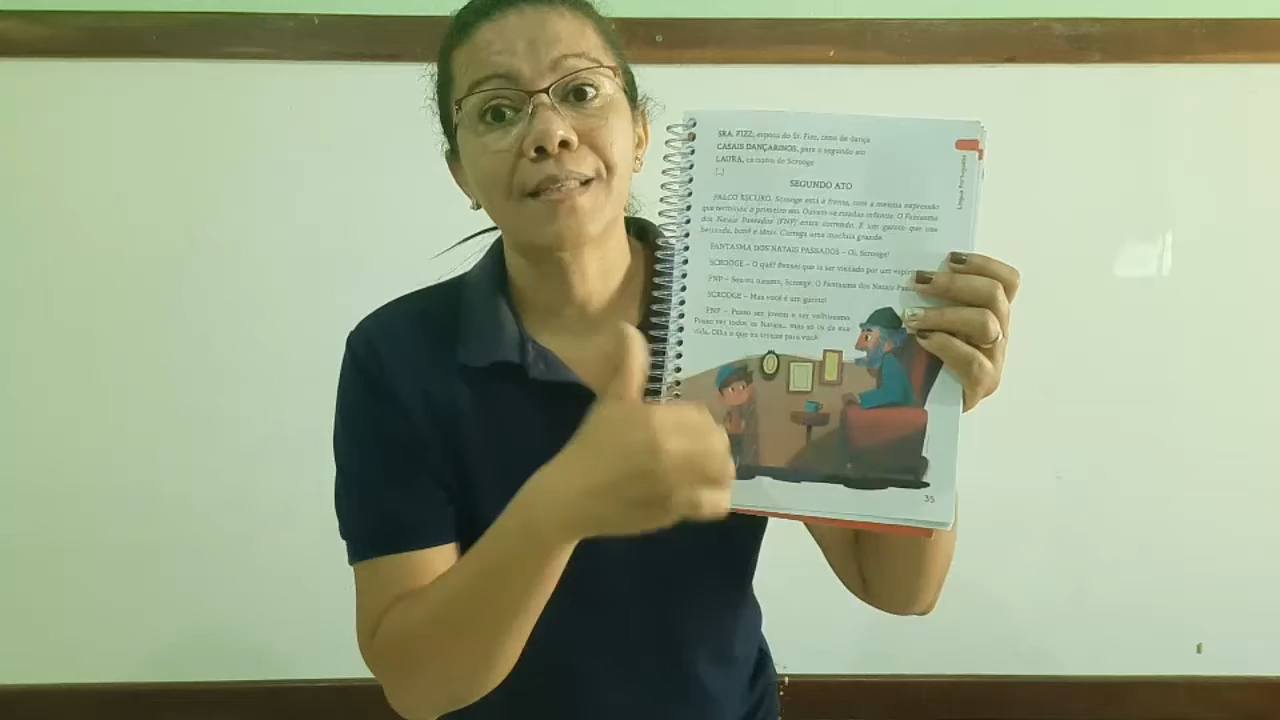 SRA. FIZZ, esposa do Sr. Fizz, cena de dança
CASAIS DANÇARINOS, para o segundo ato
LAURA, ex-noiva de Scrooge
[...]
SEGUNDO ATO
PALCO ESCURO. Scrooge está à frente, com a mesma expressão
que terminou o primeiro ato. Ouvem-se risadas infantis. O Fantasma
dos Natais Passados (FNP) entra correndo. É um garoto que usa
bermuda, boné e tênis. Carrega uma mochila grande.
FANTASMA DOS NATAIS PASSADOS – Oi, Scrooge!
SCROOGE – O quê? Pensei que ia ser visitado por um espír
FNP – Sou eu mesmo, Scrooge. O Fantasma dos Natais Passa
SCROOGE – Mas você é um garoto!
FNP – Posso ser jovem e ser velhíssimo.
Posso ver todos os Natais... mas só os da sua
vida. Olha o que eu trouxe para você.
Língua Portuguesa
35